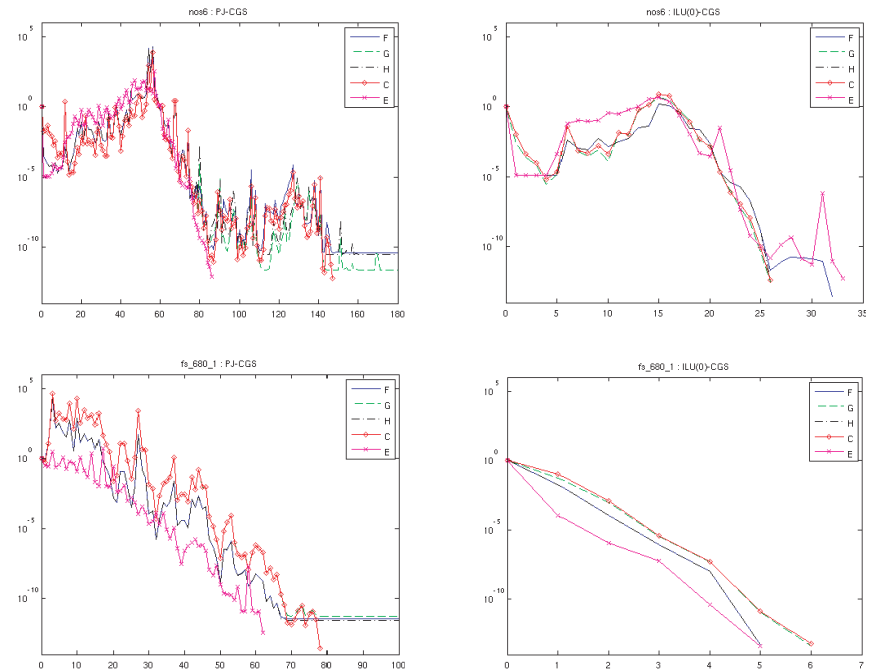 nos6 : PJ-CGS
10^5
10^0
10^-5
10^-10
0 20 40 60 80 100 120 140 160 180
F
G
H
C
E
nos6 : ILU(0)-CGS
10^5
10^0
10^-5
10^-10
0 5 10 15 20 25 30 35
F
G
H
C
E
fs_680_1 : PJ-CGS
10^5
10^0
10^-5
10^-10
0 10 20 30 40 50 60 70 80 90 100
F
G
H
C
E
fs_680_1 : ILU(0)-CGS
10^5
10^0
10^-5
10^-10
0 1 2 3 4 5 6 7
F
G
H
C
E